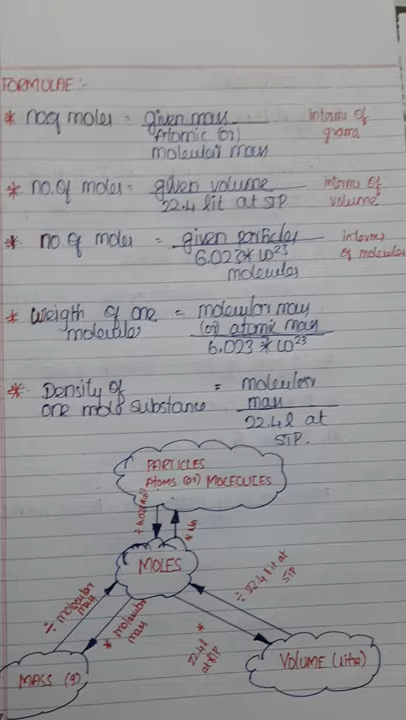 FORMULAE :-
* no.of moles = given mass in terms of
Atomic (or) grams
molecular mass
* no.of moles = given volume in terms of
22.4 lit at STP volume
* no.of moles = given particles in terms
6.023*10^23 of molecules
molecules
* Weigth of one = molecular mass
molecules (or) atomic mass
6.023*10^23
* Density of = molecular
one mole substance mass
22.4 l at
STP.
PARTICLES
Atoms (or) MOLECULES
* NA
MOLES
÷ molecular
mass
* molecular
mass
÷ 22.4 lit at
STP
* 22.4 l
at STP
MASS (g)
VOLUME (litre)